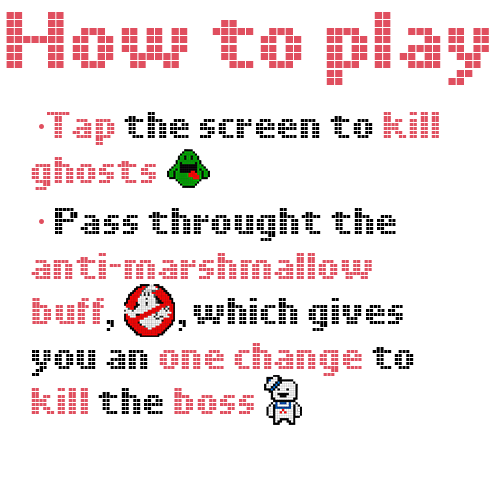 How to play
·Tap the screen to kill
ghosts
· Pass throught the
anti-marshmallow
buff, , which gives
you an one change to
kill the boss